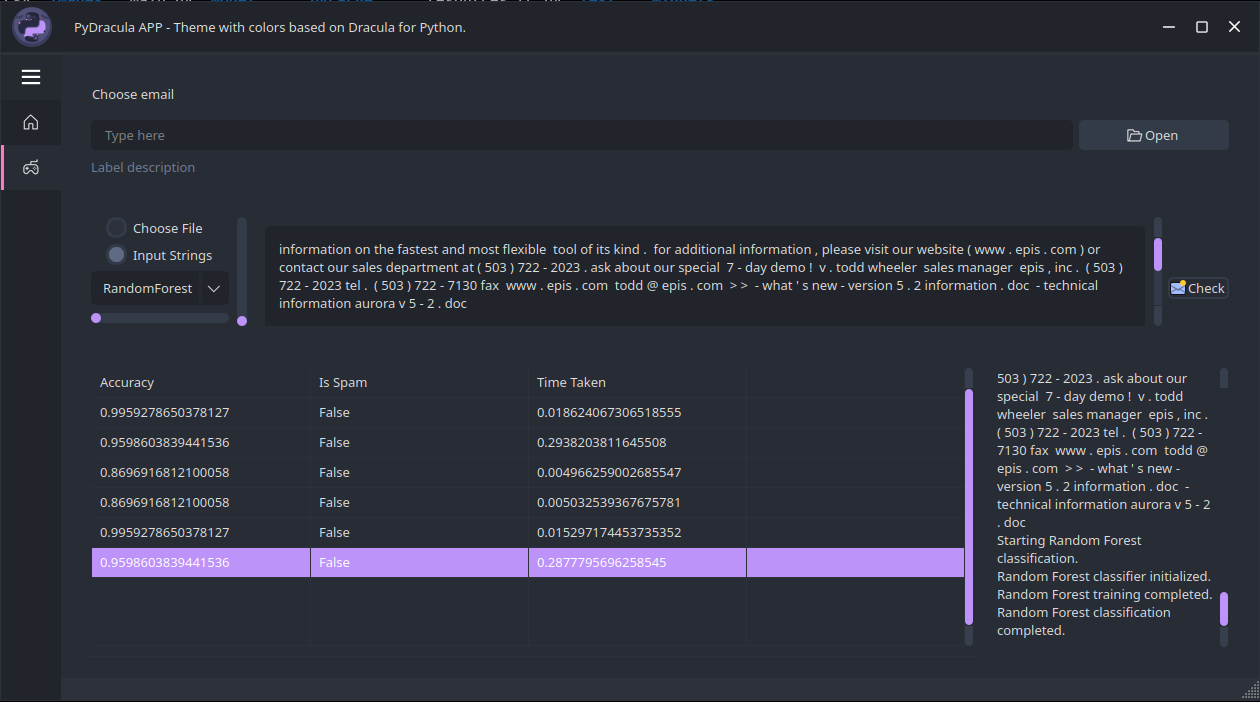 PyDracula APP - Theme with colors based on Dracula for Python.
Choose email
Type here
Open
Label description
Choose File
Input Strings
RandomForest
information on the fastest and most flexible  tool of its kind .  for additional information , please visit our website ( www . epis . com ) or
contact our sales department at ( 503 ) 722 - 2023 . ask about our special  7 - day demo !  v . todd wheeler  sales manager  epis , inc .  ( 503 )
722 - 2023 tel .  ( 503 ) 722 - 7130 fax  www . epis . com  todd @ epis . com  > >  - what ' s new - version 5 . 2 information . doc  - technical
information aurora v 5 - 2 . doc
Check
Accuracy Is Spam Time Taken
0.9959278650378127 False 0.018624067306518555
0.9598603839441536 False 0.2938203811645508
0.8696916812100058 False 0.004966259002685547
0.8696916812100058 False 0.005032539367675781
0.9959278650378127 False 0.015297174453735352
0.9598603839441536 False 0.2877795696258545
503 ) 722 - 2023 . ask about our
special  7 - day demo !  v . todd
wheeler  sales manager  epis , inc .
( 503 ) 722 - 2023 tel .  ( 503 ) 722 -
7130 fax  www . epis . com  todd @
epis . com  > >  - what ' s new -
version 5 . 2 information . doc  -
technical information aurora v 5 - 2
. doc
Starting Random Forest
classification.
Random Forest classifier initialized.
Random Forest training completed.
Random Forest classification
completed.